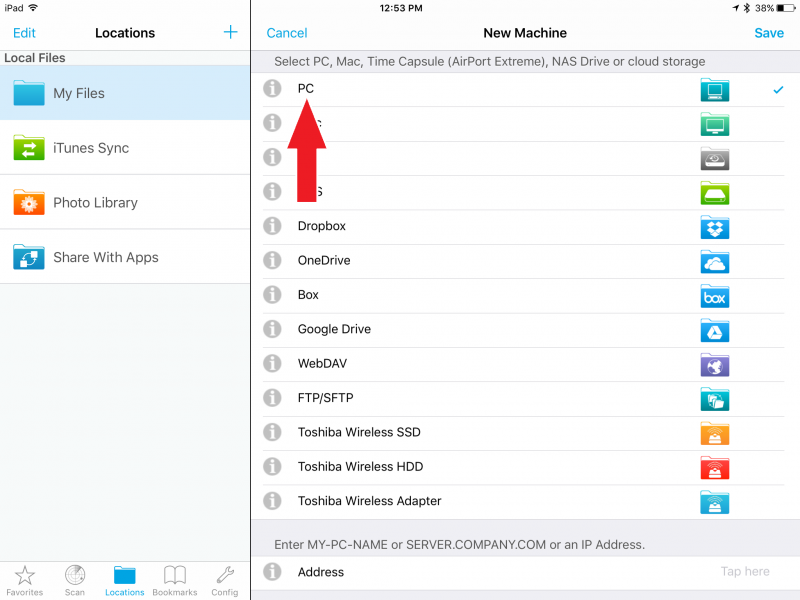 iPad 12:53 PM 38%
Edit Locations +
Local Files
My Files
iTunes Sync
Photo Library
Share With Apps
Favorites Scan Locations Bookmarks Config
Cancel New Machine Save
Select PC, Mac, Time Capsule (AirPort Extreme), NAS Drive or cloud storage
PC
Dropbox
OneDrive
Box
box
Google Drive
WebDAV
FTP/SFTP
Toshiba Wireless SSD
Toshiba Wireless HDD
Toshiba Wireless Adapter
Enter MY-PC-NAME or SERVER.COMPANY.COM or an IP Address.
Address Tap here